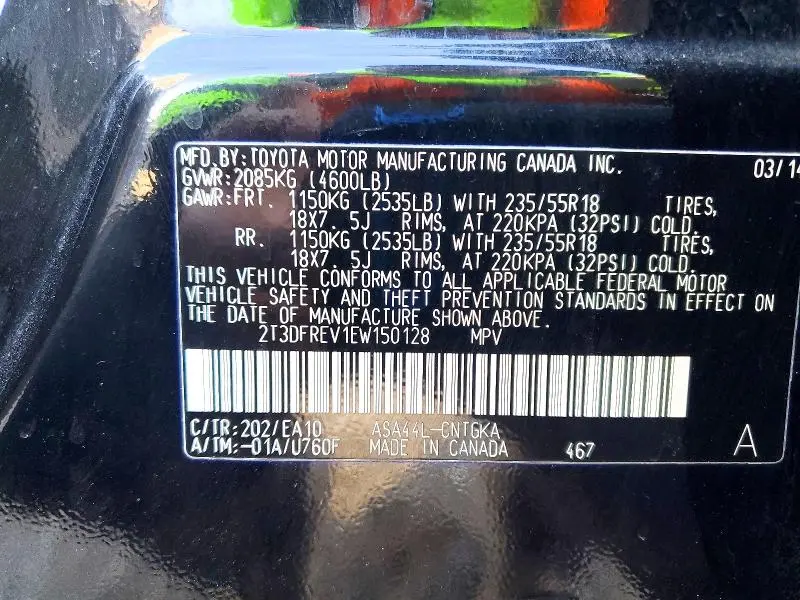 MFD.BY:TOYOTA MOTOR MANUFACTURING CANADA INC. 03/14
GVWR:2085KG (4600LB)
GAWR:FRT. 1150KG (2535LB) WITH 235/55R18 TIRES,
18X7. 5J RIMS, AT 220KPA (32PSI) COLD.
RR. 1150KG (2535LB) WITH 235/55R18 TIRES,
18X7. 5J RIMS, AT 220KPA (32PSI) COLD.
THIS VEHICLE CONFORMS TO ALL APPLICABLE FEDERAL MOTOR
VEHICLE SAFETY AND THEFT PREVENTION STANDARDS IN EFFECT ON
THE DATE OF MANUFACTURE SHOWN ABOVE.
2T3DFREV1EW150128 MPV
C/TR:202/EA10 ASA44L-CNTGKA
A/TM:-01A/U760F MADE IN CANADA 467 A